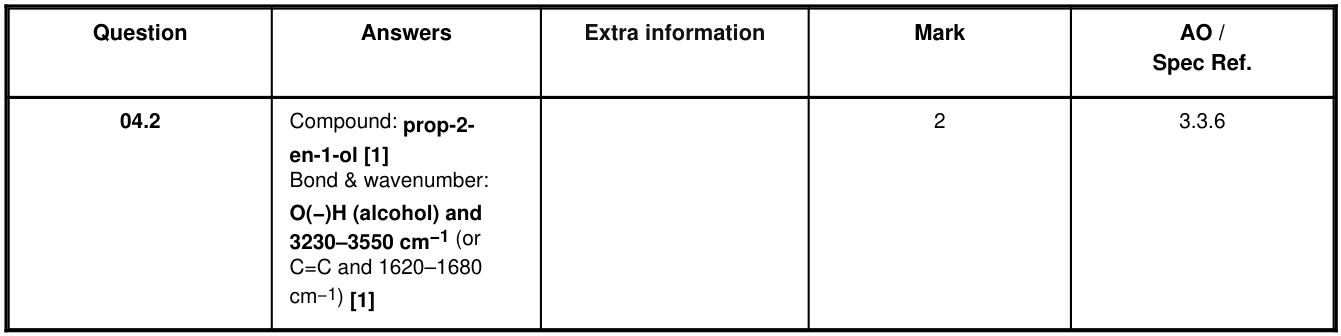 Question Answers Extra information Mark AO /
Spec Ref.
04.2 Compound: prop-2- 2 3.3.6
en-1-ol [1]
Bond & wavenumber:
O(−)H (alcohol) and
3230–3550 cm−1 (or
C=C and 1620–1680
cm−1) [1]